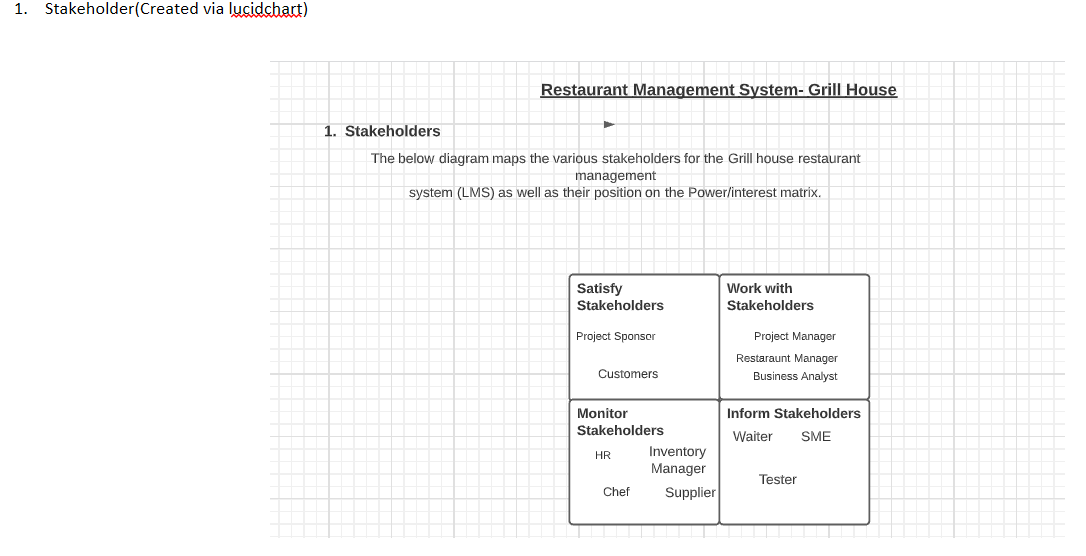 1. Stakeholder(Created via lucidchart)
Restaurant Management System- Grill House
1. Stakeholders
The below diagram maps the various stakeholders for the Grill house restaurant
management
system (LMS) as well as their position on the Power/interest matrix.
Satisfy
Stakeholders
Project Sponsor
Customers
Work with
Stakeholders
Project Manager
Restaraunt Manager
Business Analyst
Monitor
Stakeholders
HR
Inventory
Manager
Chef
Supplier
Inform Stakeholders
Waiter SME
Tester